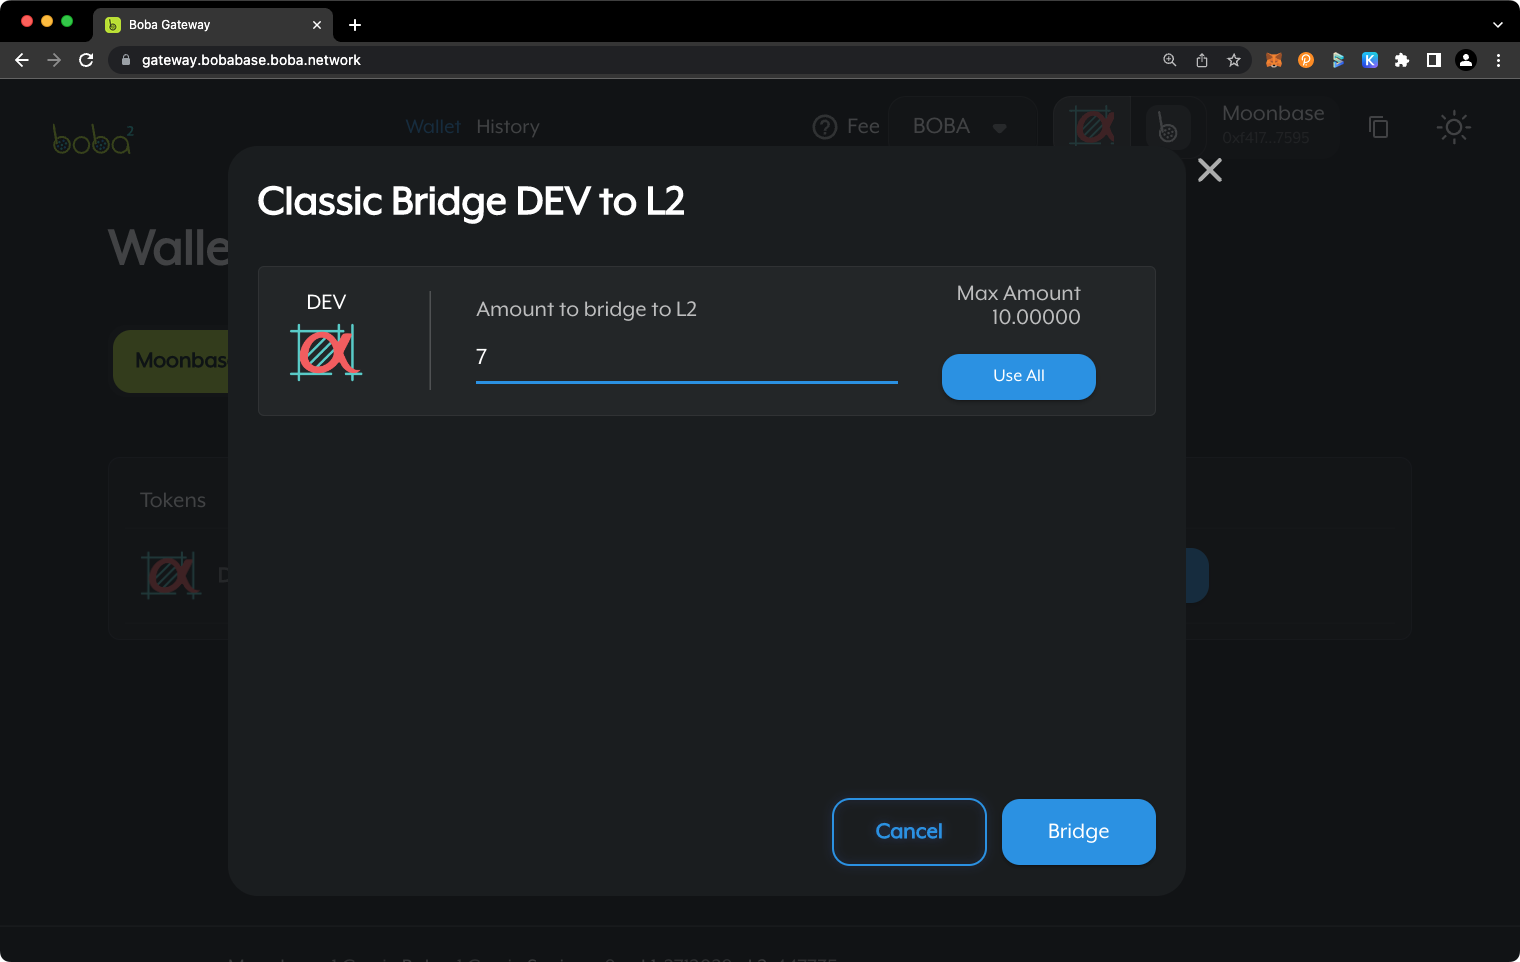 Boba Gateway
gateway.bobabase.boba.network
boba²
Wallet
History
Fee
BOBA
Moonbase
0xf417...7595
Classic Bridge DEV to L2
Walle
DEV
Amount to bridge to L2
7
Max Amount
10.00000
Use All
Moonbas
Tokens
D
Cancel
Bridge